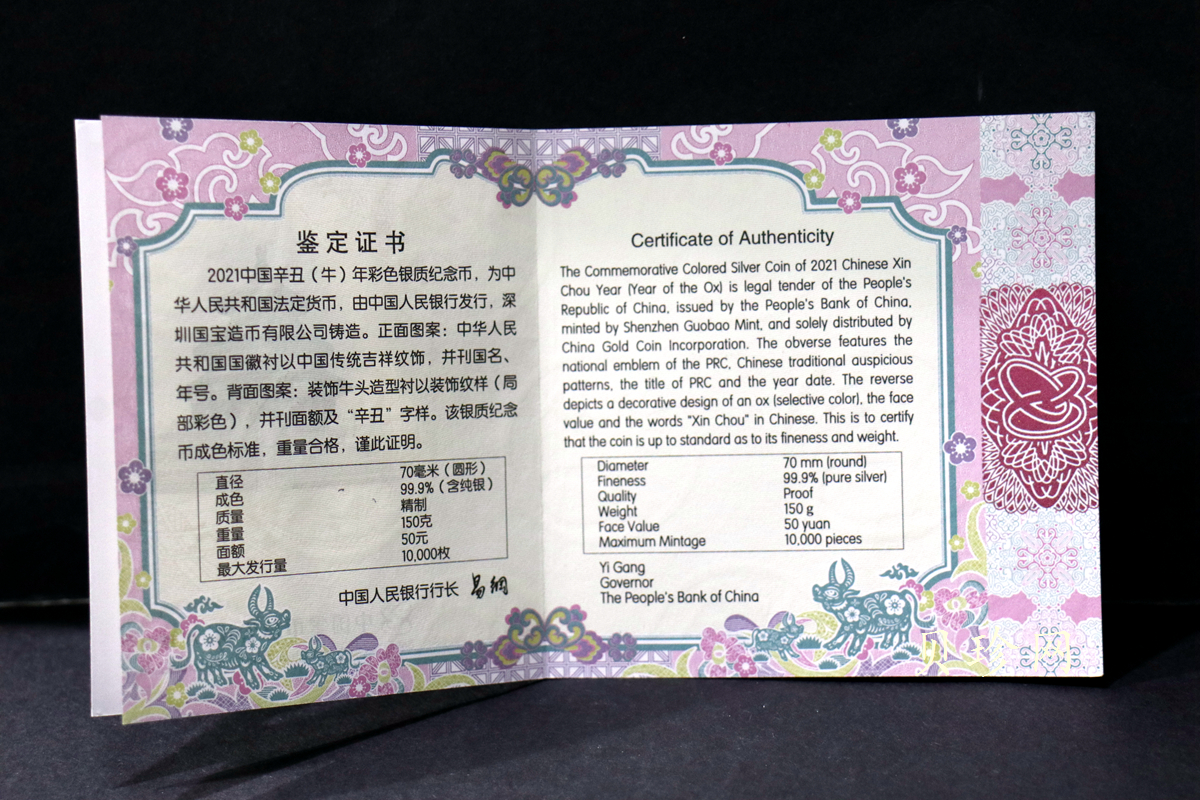 鉴定证书
2021中国辛丑（牛）年彩色银质纪念币，为中
华人民共和国法定货币，由中国人民银行发行，深
圳国宝造币有限公司铸造。正面图案：中华人民
共和国国徽衬以中国传统吉祥纹饰，并刊国名、
年号。背面图案：装饰牛头造型衬以装饰纹样（局
部彩色），并刊面额及“辛丑”字样。该银质纪念
币成色标准，重量合格，谨此证明。
直径 70毫米（圆形）
成色 99.9%（含纯银）
质量 精制
重量 150克
面额 50元
最大发行量 10,000枚
中国人民银行行长 易纲
Certificate of Authenticity
The Commemorative Colored Silver Coin of 2021 Chinese Xin
Chou Year (Year of the Ox) is legal tender of the People's
Republic of China, issued by the People's Bank of China,
minted by Shenzhen Guobao Mint, and solely distributed by
China Gold Coin Incorporation. The obverse features the
national emblem of the PRC, Chinese traditional auspicious
patterns, the title of PRC and the year date. The reverse
depicts a decorative design of an ox (selective color), the face
value and the words "Xin Chou" in Chinese. This is to certify
that the coin is up to standard as to its fineness and weight.
Diameter 70 mm (round)
Fineness 99.9% (pure silver)
Quality Proof
Weight 150 g
Face Value 50 yuan
Maximum Mintage 10,000 pieces
Yi Gang
Governor
The People's Bank of China